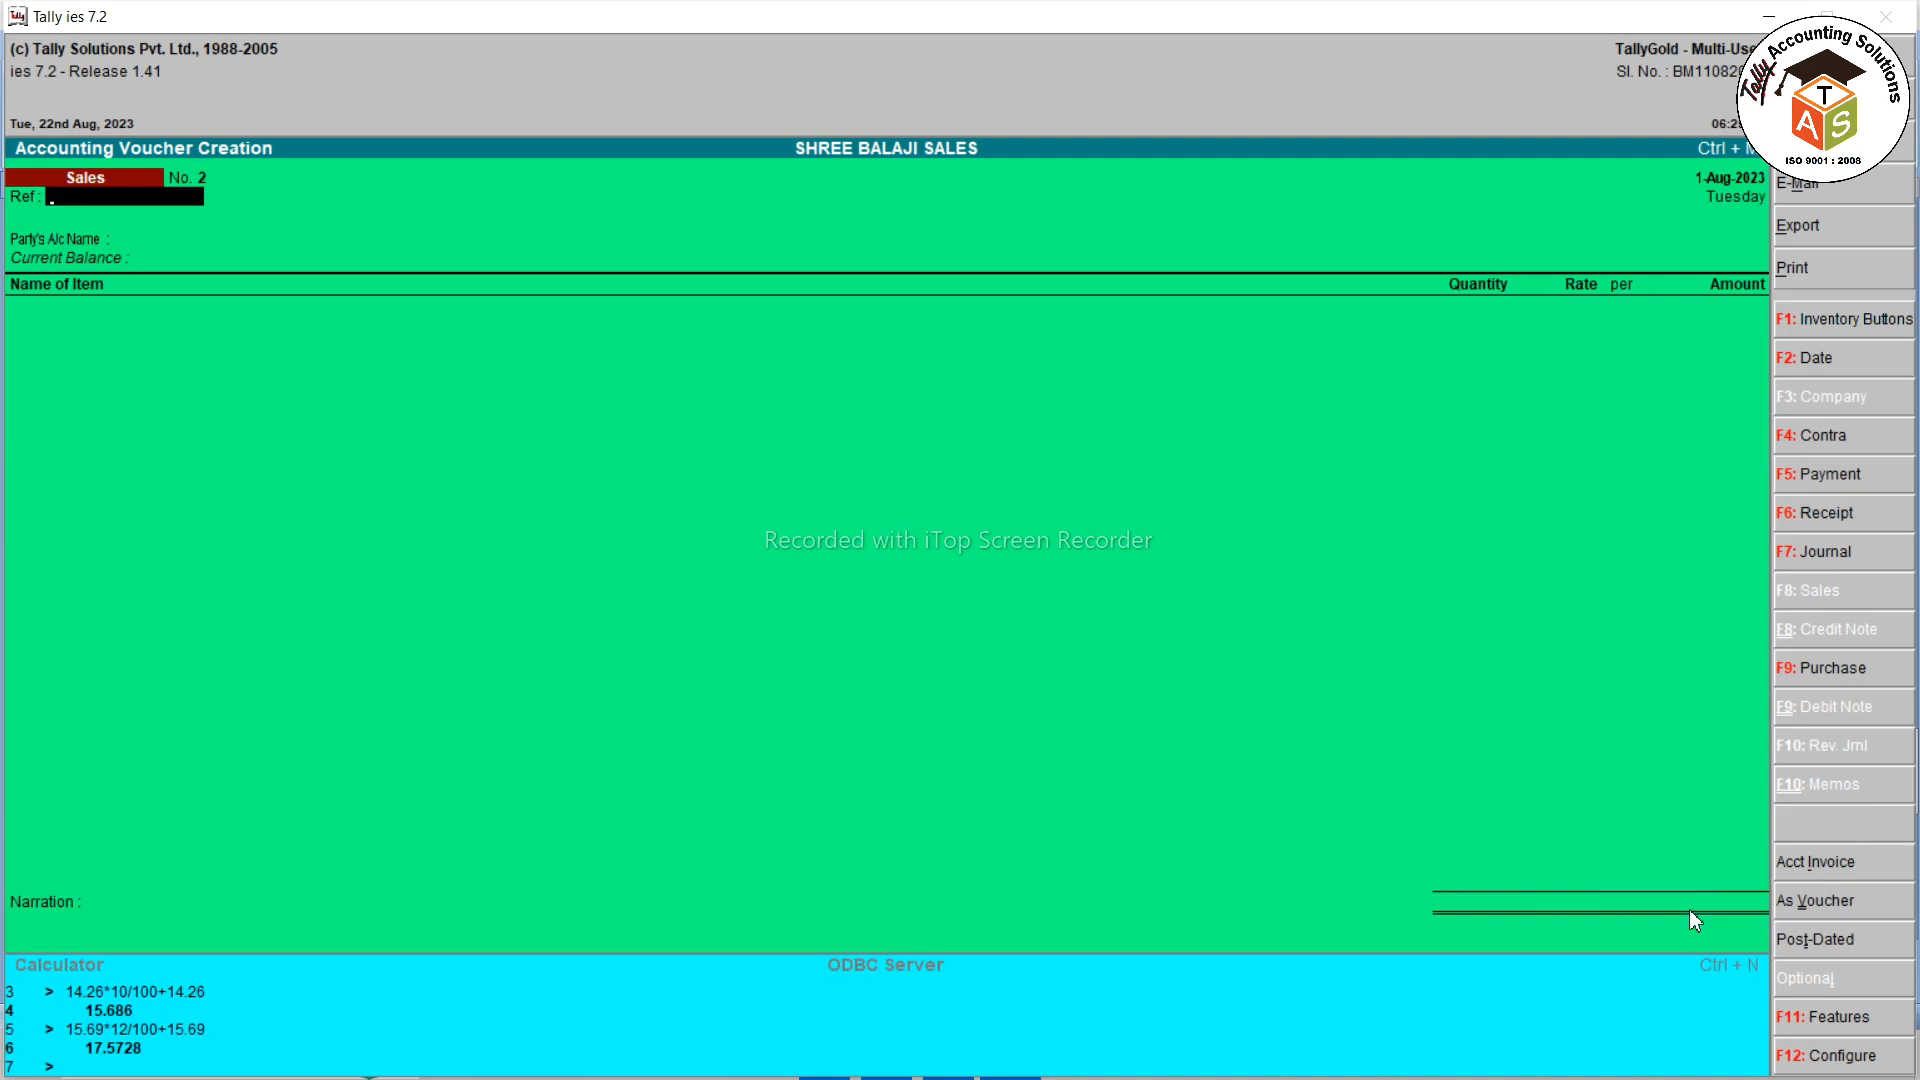 Tally ies 7.2
(c) Tally Solutions Pvt. Ltd., 1988-2005
ies 7.2 - Release 1.41
Tue, 22nd Aug, 2023
TallyGold - Multi-Use
Sl. No. : BM11082
06:2
Tally Accounting Solutions
T
A S
ISO 9001 : 2008
Accounting Voucher Creation SHREE BALAJI SALES Ctrl + M
Sales No. 2 1-Aug-2023
Ref : Tuesday
Party's A/c Name :
Current Balance :
Name of Item Quantity Rate per Amount
Recorded with iTop Screen Recorder
Narration :
E-Mail
Export
Print
F1: Inventory Buttons
F2: Date
F3: Company
F4: Contra
F5: Payment
F6: Receipt
F7: Journal
F8: Sales
F8: Credit Note
F9: Purchase
F9: Debit Note
F10: Rev. Jrnl
F10: Memos
Acct Invoice
As Voucher
Post-Dated
Optional
F11: Features
F12: Configure
Calculator ODBC Server Ctrl + N
3 > 14.26*10/100+14.26
4 15.686
5 > 15.69*12/100+15.69
6 17.5728
7 >